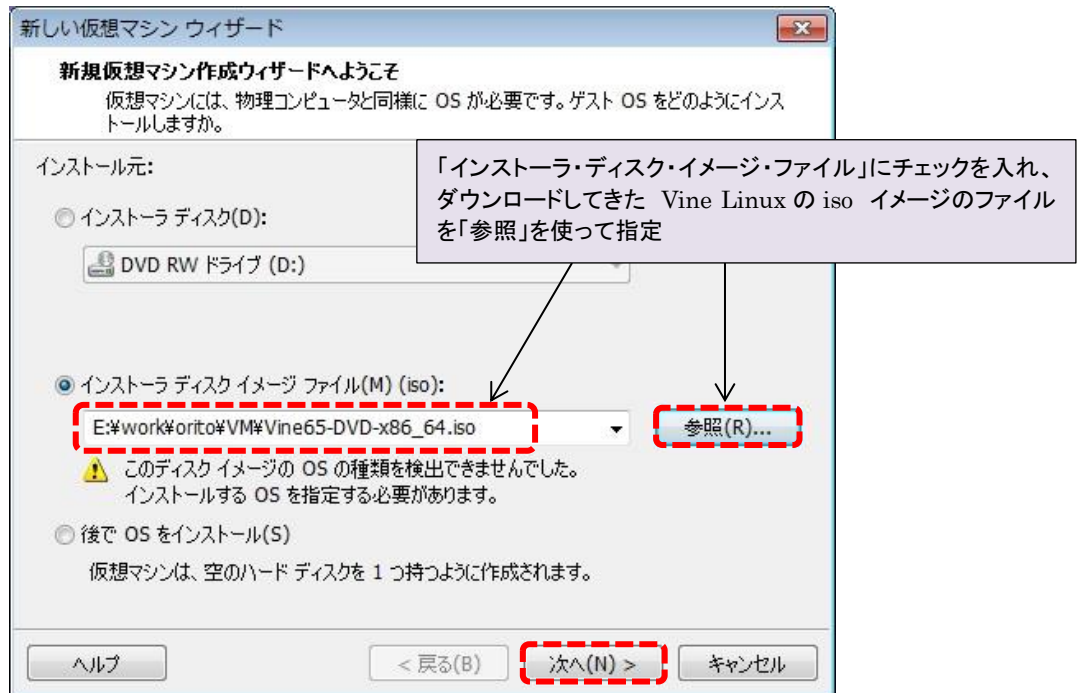 新しい仮想マシン ウィザード
新規仮想マシン作成ウィザードへようこそ
仮想マシンには、物理コンピュータと同様に OS が必要です。ゲスト OS をどのようにインス
トールしますか。
インストール元:
「インストーラ・ディスク・イメージ・ファイル」にチェックを入れ、
ダウンロードしてきた Vine Linux の iso イメージのファイル
を「参照」を使って指定
インストーラ ディスク(D):
DVD RW ドライブ (D:)
インストーラ ディスク イメージ ファイル(M) (iso):
E:¥work¥orito¥VM¥Vine65-DVD-x86_64.iso
参照(R)...
このディスク イメージの OS の種類を検出できませんでした。
インストールする OS を指定する必要があります。
後で OS をインストール(S)
仮想マシンは、空のハード ディスクを 1 つ持つように作成されます。
ヘルプ
< 戻る(B)
次へ(N) >
キャンセル